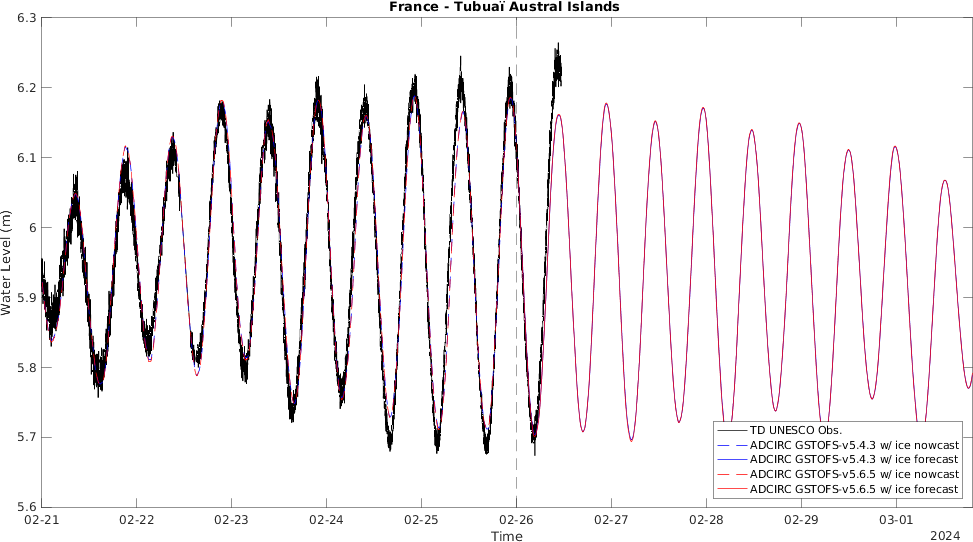 France - Tubuaï Austral Islands
6.3
6.2
6.1
6
5.9
5.8
5.7
5.6
Water Level (m)
TD UNESCO Obs.
ADCIRC GSTOFS-v5.4.3 w/ ice nowcast
ADCIRC GSTOFS-v5.4.3 w/ ice forecast
ADCIRC GSTOFS-v5.6.5 w/ ice nowcast
ADCIRC GSTOFS-v5.6.5 w/ ice forecast
02-21 02-22 02-23 02-24 02-25 02-26 02-27 02-28 02-29 03-01
Time
2024